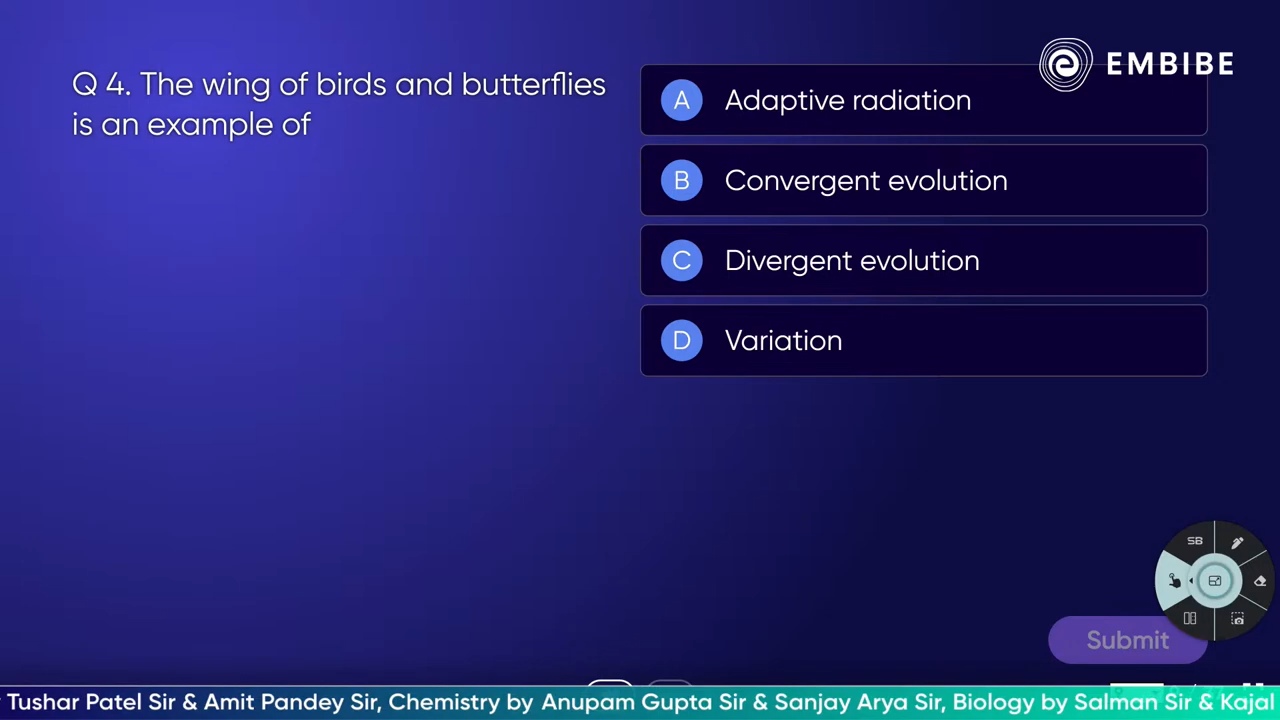 EMBIBE
Q 4. The wing of birds and butterflies
is an example of
A Adaptive radiation
B Convergent evolution
C Divergent evolution
D Variation
SB
Submit
Tushar Patel Sir & Amit Pandey Sir, Chemistry by Anupam Gupta Sir & Sanjay Arya Sir, Biology by Salman Sir & Kajal